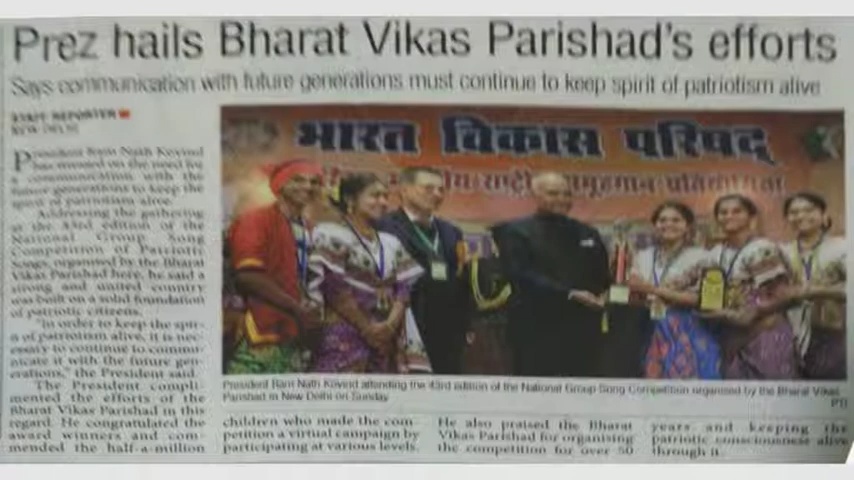 Prez hails Bharat Vikas Parishad's efforts
Says communication with future generations must continue to keep spirit of patriotism alive
STAFF REPORTER
NEW DELHI
President Ram Nath Kovind
has stressed on the need for
a communication with the
future generations to keep the
spirit of patriotism alive.
Addressing the gathering
at the 43rd edition of the
National Group Song
Competition of Patriotic
Songs, organised by the Bharat
Vikas Parishad here, he said a
strong and united country
was built on a solid foundation
of patriotic citizens.
"In order to keep the spir-
it of patriotism alive, it is nec-
essary to continue to commu-
nicate it with the future gen-
erations," the President said.
The President compli-
mented the efforts of the
Bharat Vikas Parishad in this
regard. He congratulated the
award winners and com-
mended the half-a-million
भारत विकास परिषद्
राष्ट्रीय समूहगान प्रतियोगिता
President Ram Nath Kovind attending the 43rd edition of the National Group Song Competition organised by the Bharat Vikas
Parishad in New Delhi on Sunday
PTI
children who made the com-
petition a virtual campaign by
participating at various levels.
He also praised the Bharat
Vikas Parishad for organising
the competition for over 50
years and keeping the
patriotic consciousness alive
through it.